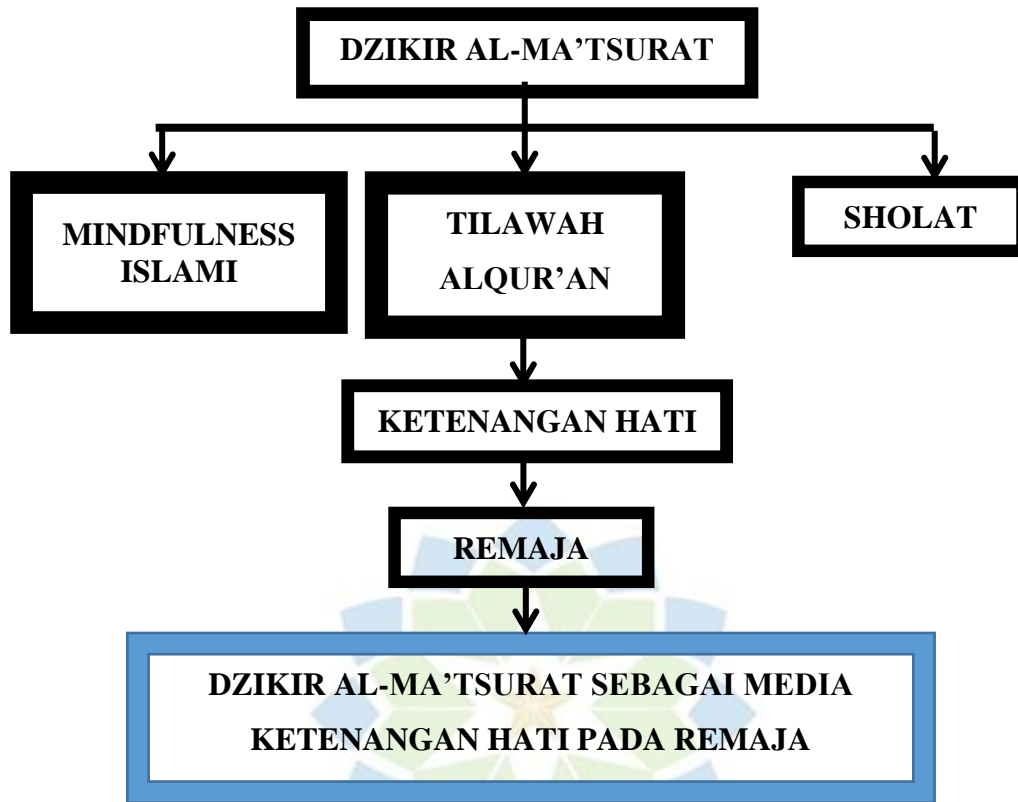 DZIKIR AL-MA’TSURAT
MINDFULNESS
ISLAMI
TILAWAH
ALQUR’AN
SHOLAT
KETENANGAN HATI
REMAJA
DZIKIR AL-MA’TSURAT SEBAGAI MEDIA
KETENANGAN HATI PADA REMAJA